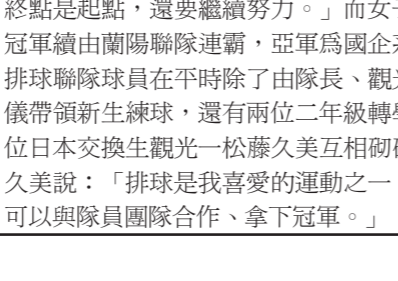 終點是起點，還要繼續努力。」而女子
冠軍續由蘭陽聯隊連霸，亞軍為國企系
排球聯隊球員在平時除了由隊長、觀光
儀帶領新生練球，還有兩位二年級轉學
位日本交換生觀光一松藤久美互相砌磋
久美說：「排球是我喜愛的運動之一，
可以與隊員團隊合作、拿下冠軍。」